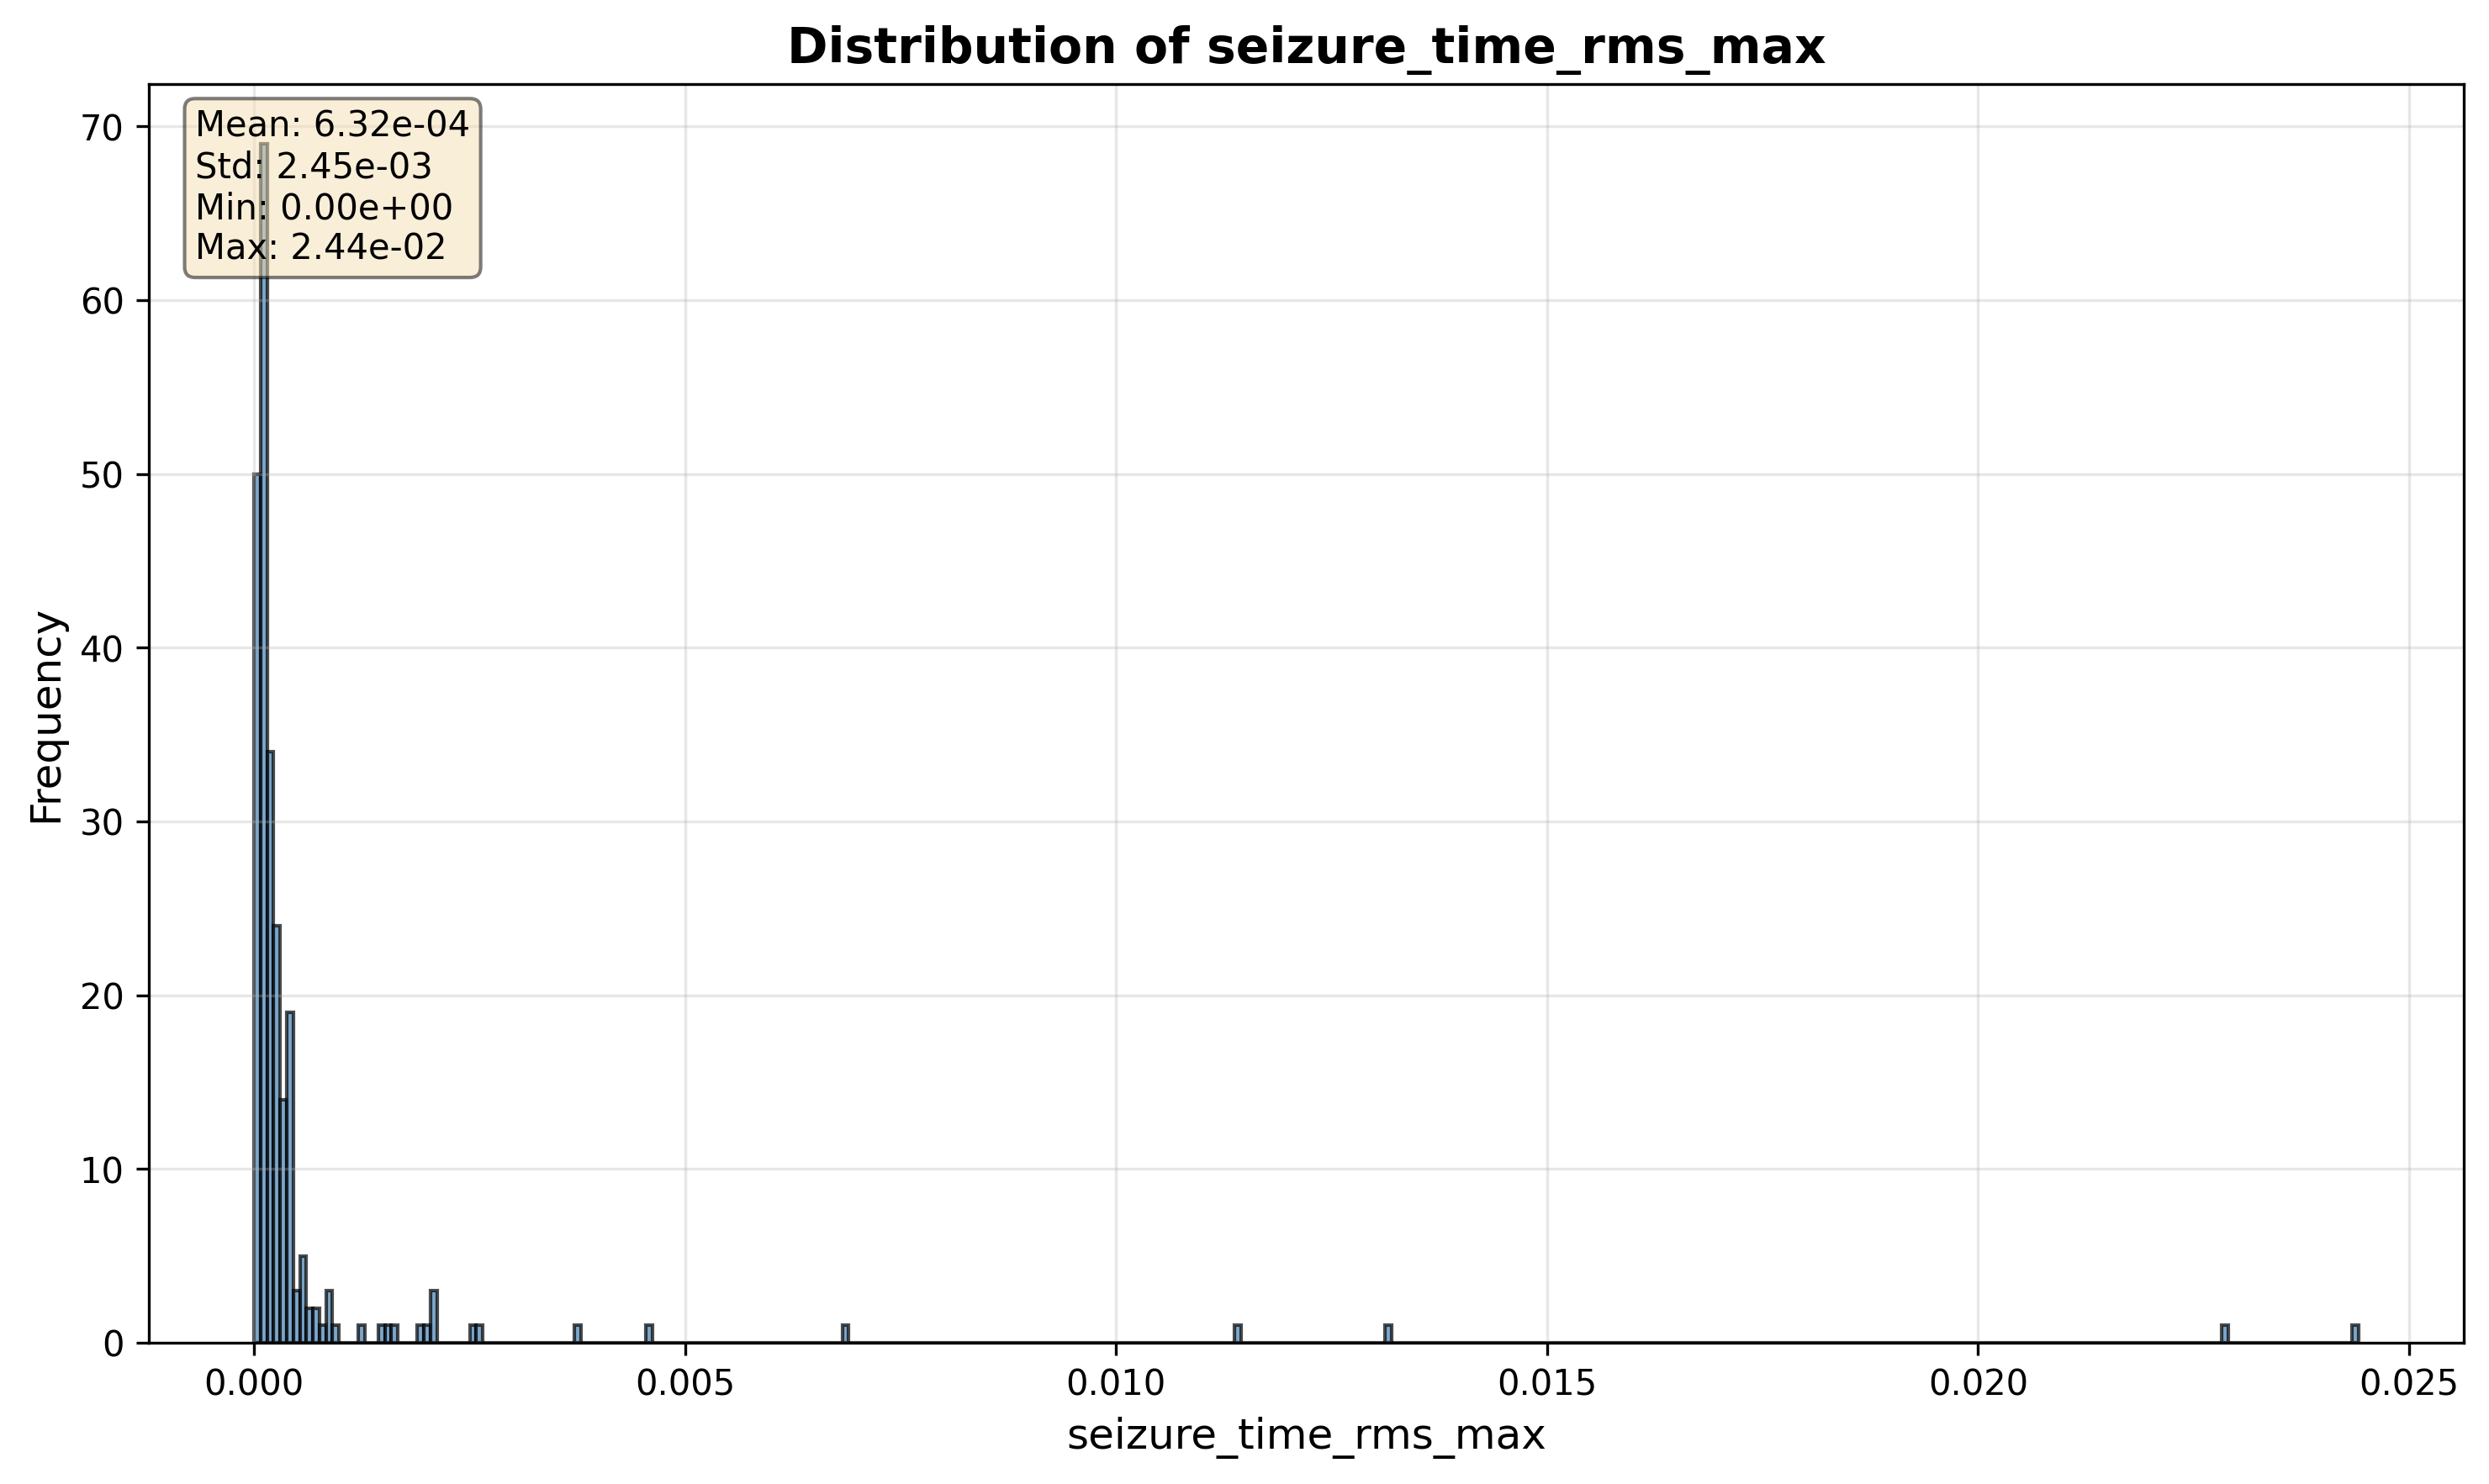 Distribution of seizure_time_rms_max
Mean: 6.32e-04
Std: 2.45e-03
Min: 0.00e+00
Max: 2.44e-02
70
60
50
40
30
20
10
0
Frequency
0.000
0.005
0.010
0.015
0.020
0.025
seizure_time_rms_max